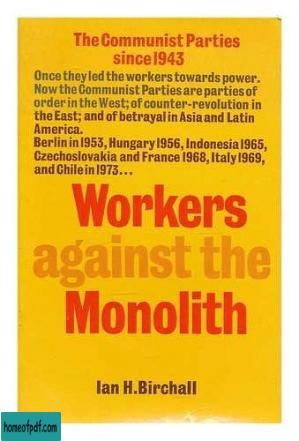 The Communist Parties
since 1943
Once they led the workers towards power.
Now the Communist Parties are parties of
order in the West; of counter-revolution in
the East; and of betrayal in Asia and Latin
America.
Berlin in 1953, Hungary 1956, Indonesia 1965,
Czechoslovakia and France 1968, Italy 1969,
and Chile in 1973...
Workers
against the
Monolith
Ian H. Birchall
homeofpdf.com